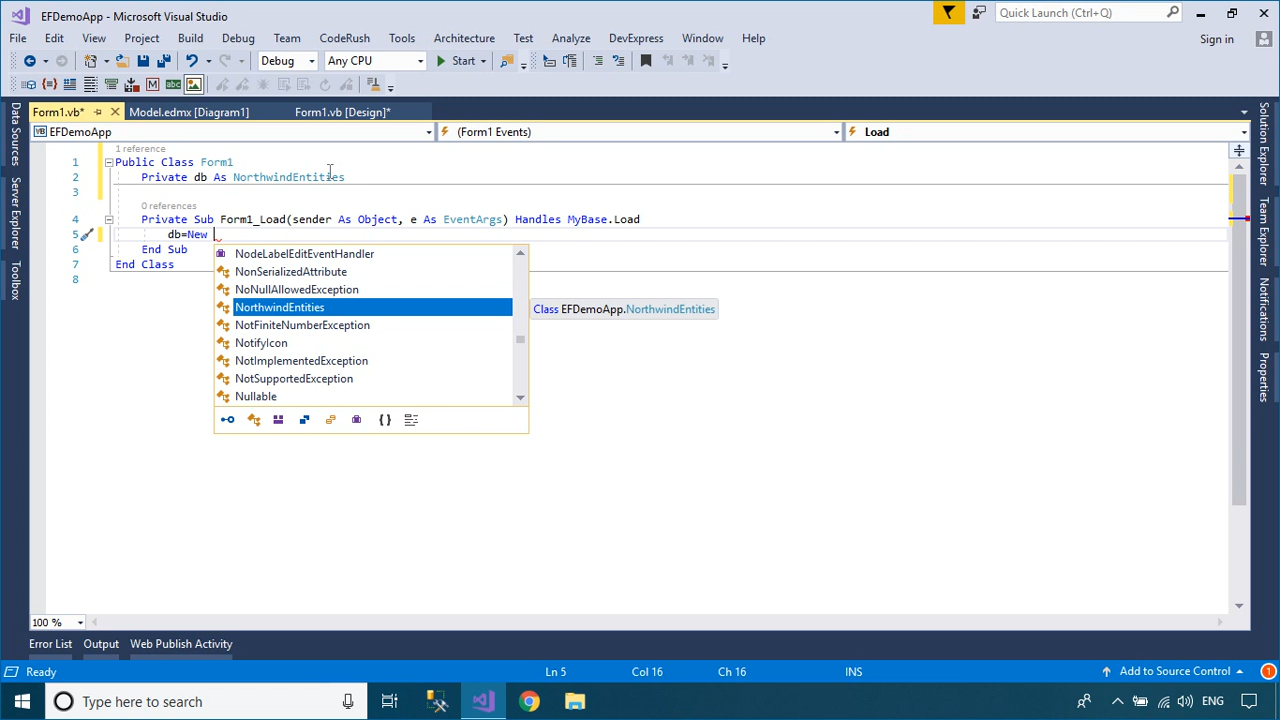 EFDemoApp - Microsoft Visual Studio
Quick Launch (Ctrl+Q)
File Edit View Project Build Debug Team CodeRush Tools Architecture Test Analyze DevExpress Window Help
Sign in
Debug Any CPU Start
Form1.vb* Model.edmx [Diagram1] Form1.vb [Design]*
EFDemoApp (Form1 Events) Load
1 reference
1 Public Class Form1
2 Private db As NorthwindEntities
3
0 references
4 Private Sub Form1_Load(sender As Object, e As EventArgs) Handles MyBase.Load
5 db=New
6 End Sub
7 End Class
8
NodeLabelEditEventHandler
NonSerializedAttribute
NoNullAllowedException
NorthwindEntities
Class EFDemoApp.NorthwindEntities
NotFiniteNumberException
NotifyIcon
NotImplementedException
NotSupportedException
Nullable
Data Sources
Server Explorer
Toolbox
Solution Explorer
Team Explorer
Notifications
Properties
100 %
Error List Output Web Publish Activity
Ready Ln 5 Col 16 Ch 16 INS Add to Source Control 1
Type here to search
ENG